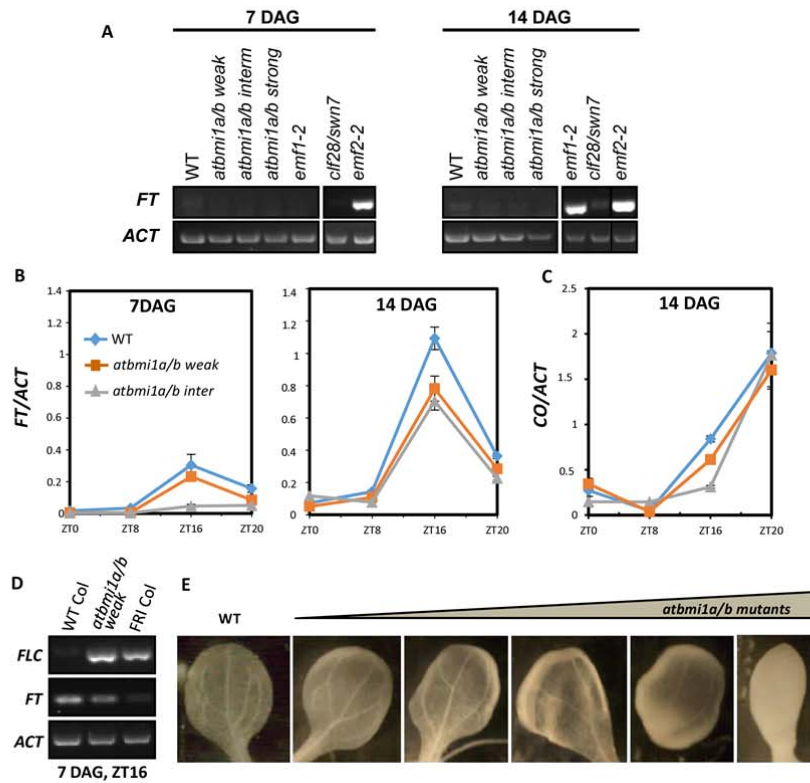 A
7 DAG
14 DAG
WT
atbmi1a/b weak
atbmi1a/b interm
atbmi1a/b strong
emf1-2
clf28/swn7
emf2-2
WT
atbmi1a/b weak
atbmi1a/b interm
atbmi1a/b strong
emf1-2
clf28/swn7
emf2-2
FT
ACT
B
7DAG
FT/ACT
1.4
1.2
1
0.8
0.6
0.4
0.2
0
WT
atbmi1a/b weak
atbmi1a/b inter
ZT0 ZT8 ZT16 ZT20
14 DAG
1.4
1.2
1
0.8
0.6
0.4
0.2
0
ZT0 ZT8 ZT16 ZT20
C
14 DAG
CO/ACT
2.5
2
1.5
1
0.5
0
ZT0 ZT8 ZT16 ZT20
D
WT Col
atbmi1a/b
weak
FRI Col
FLC
FT
ACT
7 DAG, ZT16
E
WT
atbmi1a/b mutants